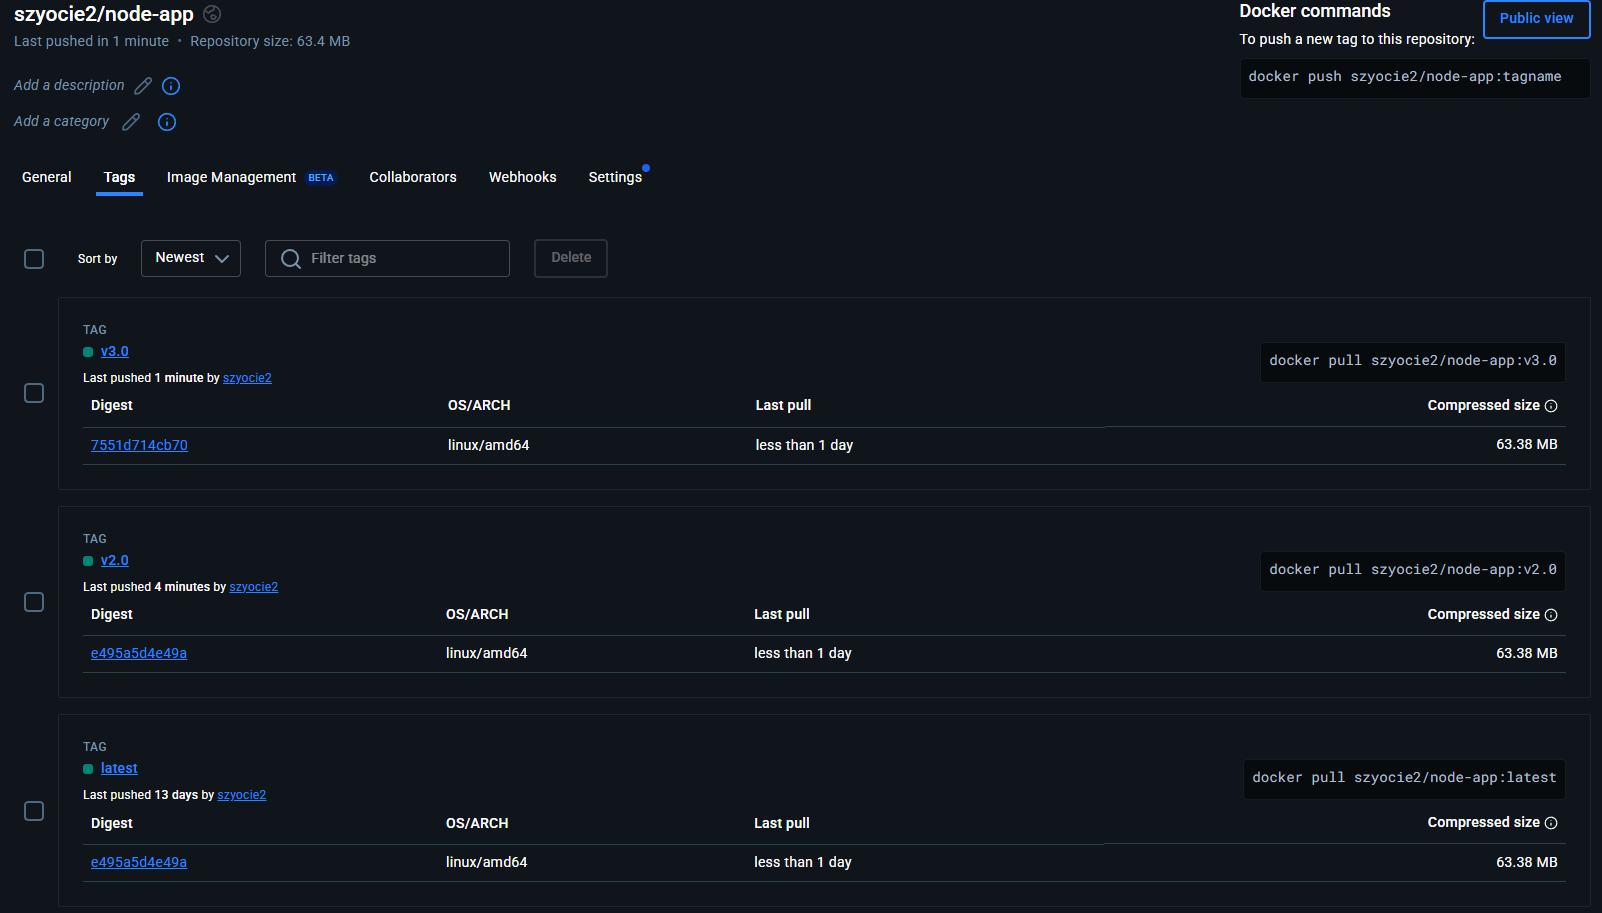 szyocie2/node-app
Last pushed in 1 minute • Repository size: 63.4 MB
Add a description
Add a category
Docker commands
Public view
To push a new tag to this repository:
docker push szyocie2/node-app:tagname
General Tags Image Management BETA Collaborators Webhooks Settings
Sort by Newest Filter tags Delete
TAG
v3.0
docker pull szyocie2/node-app:v3.0
Last pushed 1 minute by szyocie2
Digest OS/ARCH Last pull Compressed size
7551d714cb70 linux/amd64 less than 1 day 63.38 MB
TAG
v2.0
docker pull szyocie2/node-app:v2.0
Last pushed 4 minutes by szyocie2
Digest OS/ARCH Last pull Compressed size
e495a5d4e49a linux/amd64 less than 1 day 63.38 MB
TAG
latest
docker pull szyocie2/node-app:latest
Last pushed 13 days by szyocie2
Digest OS/ARCH Last pull Compressed size
e495a5d4e49a linux/amd64 less than 1 day 63.38 MB